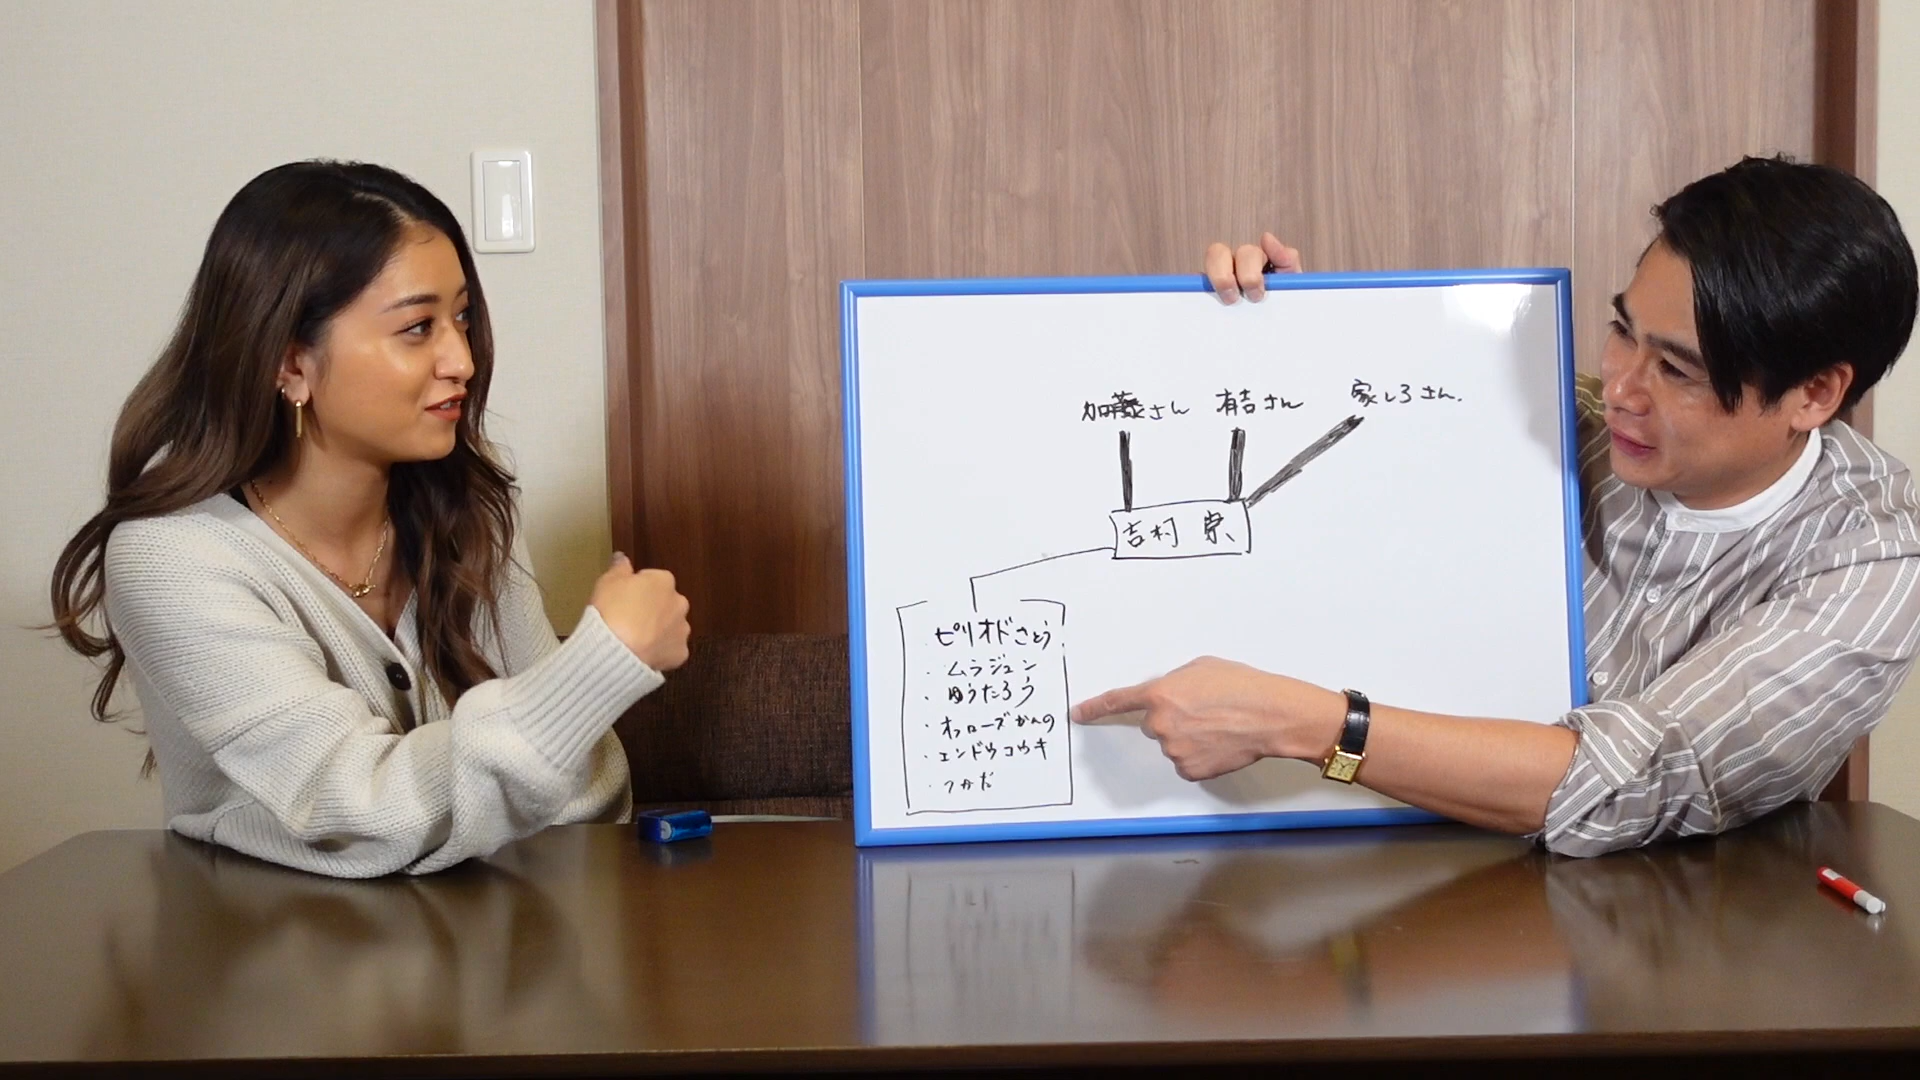 加藤さん 有吉さん 家しろさん.
吉村 崇
ピリオドさとう
・ムラジュン
・ゆうたろう
・オフローズかんの
・エンドウコウキ
・つかだ